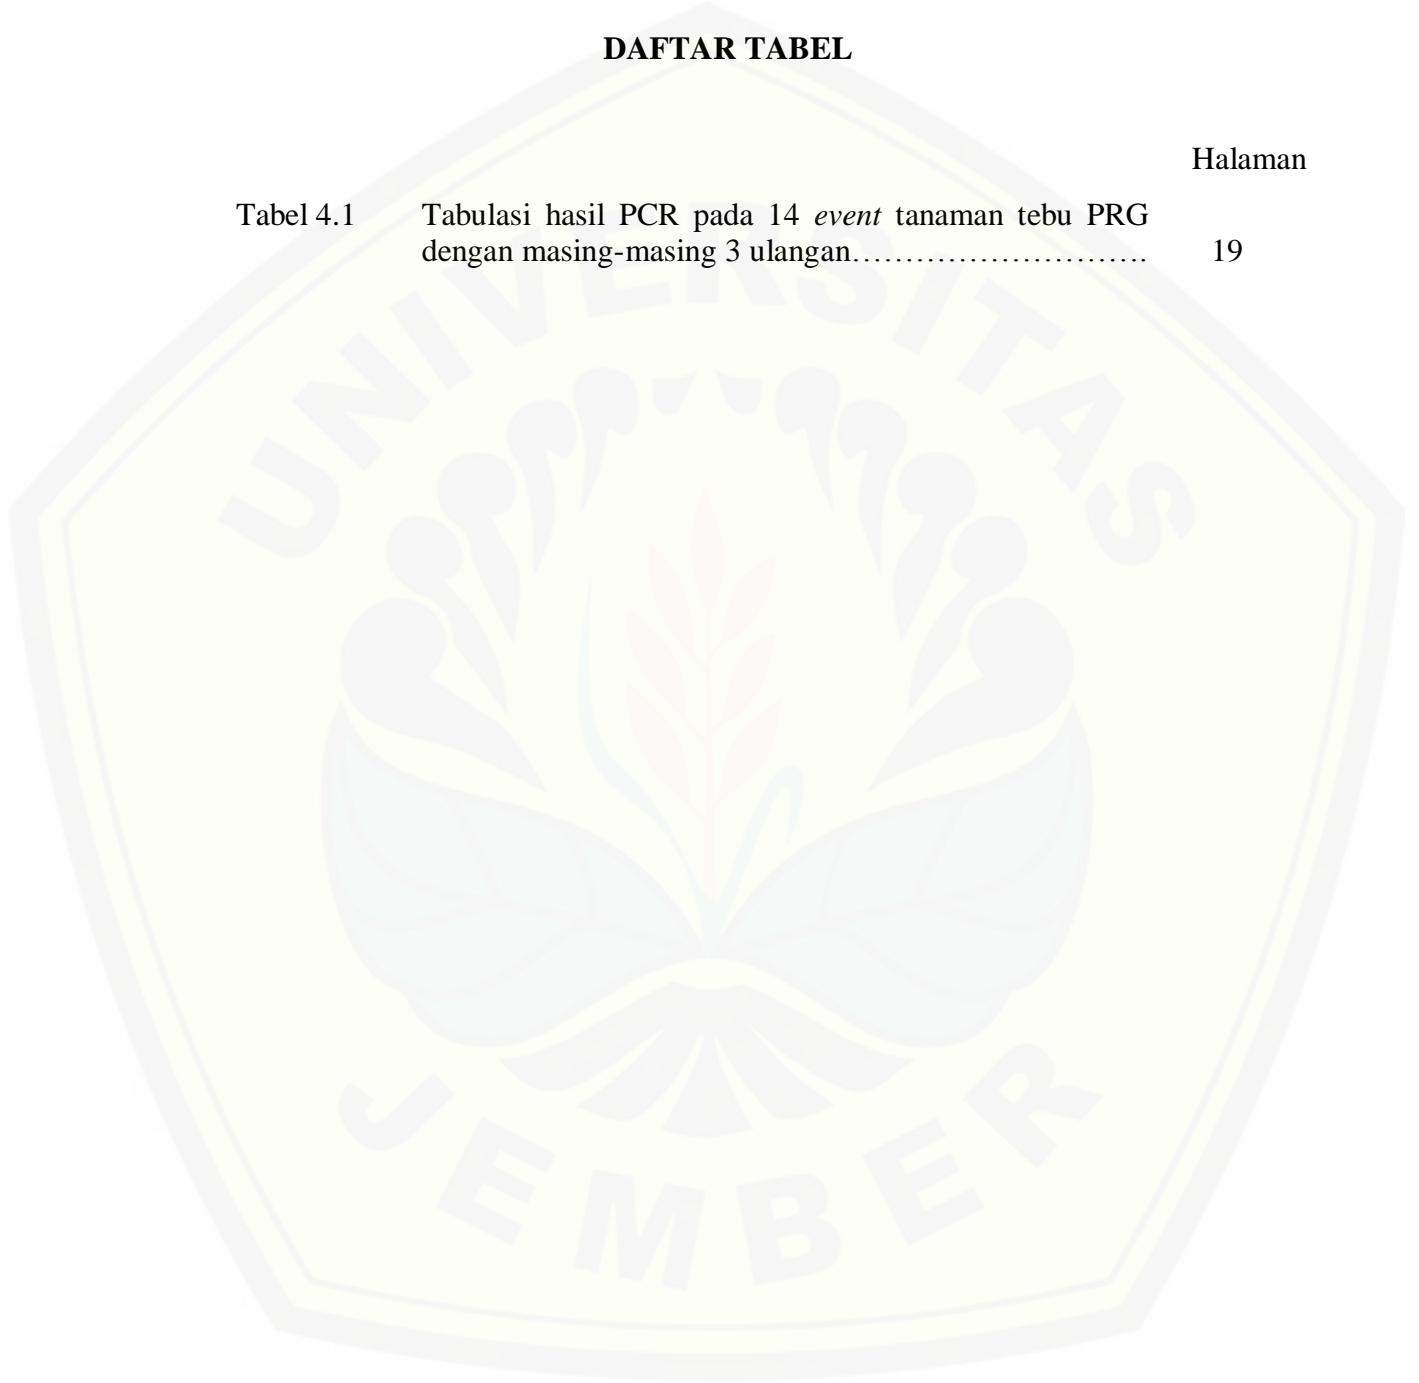 DAFTAR TABEL
Halaman
Tabel 4.1 Tabulasi hasil PCR pada 14 event tanaman tebu PRG
dengan masing-masing 3 ulangan………………………. 19
UNIVERSITAS
JEMBER